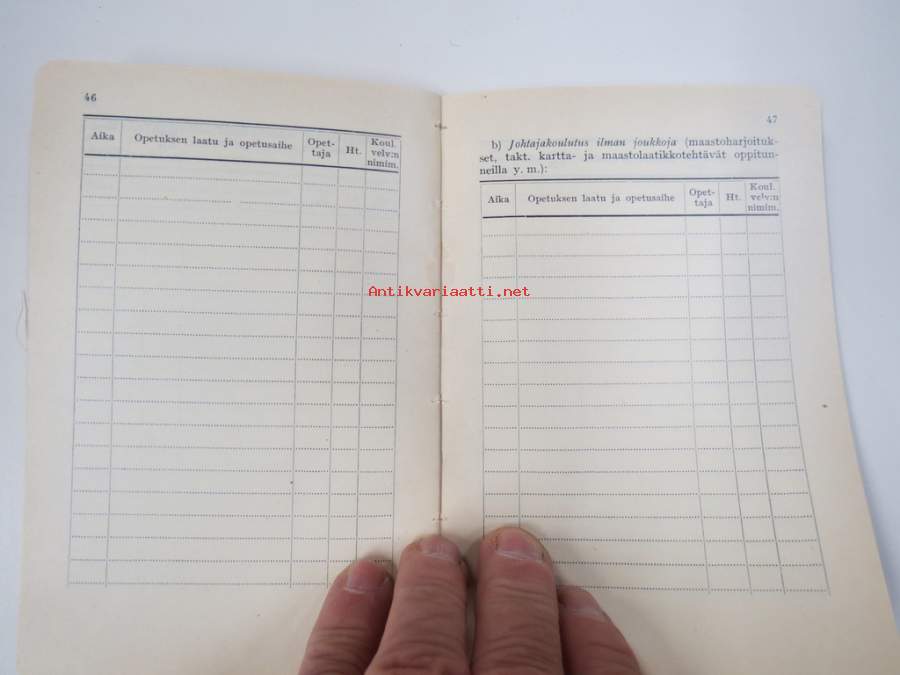 46
Aika Opetuksen laatu ja opetusaihe Opet-taja Ht. Koul. velv:n nimim.
47
b) Johtajakoulutus ilman joukkoja (maastoharjoituk-
set, takt. kartta- ja maastolaatikkotehtävät oppitun-
neilla y. m.):
Aika Opetuksen laatu ja opetusaihe Opet-taja Ht. Koul. velv:n nimim.
Antikvariaatti.net